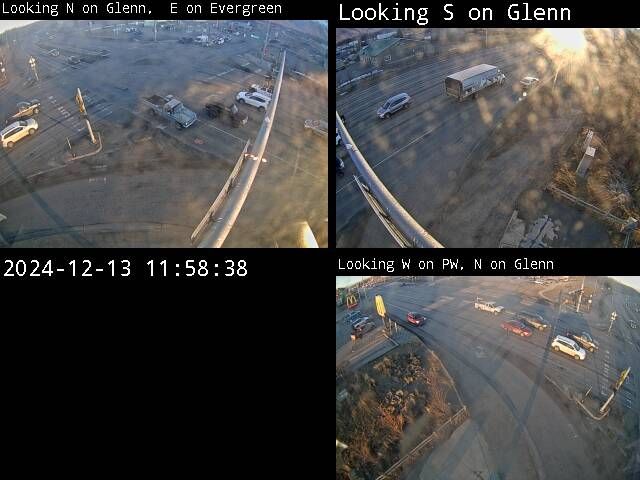 Looking N on Glenn,  E on Evergreen
Looking S on Glenn
2024-12-13 11:58:38
Looking W on PW, N on Glenn